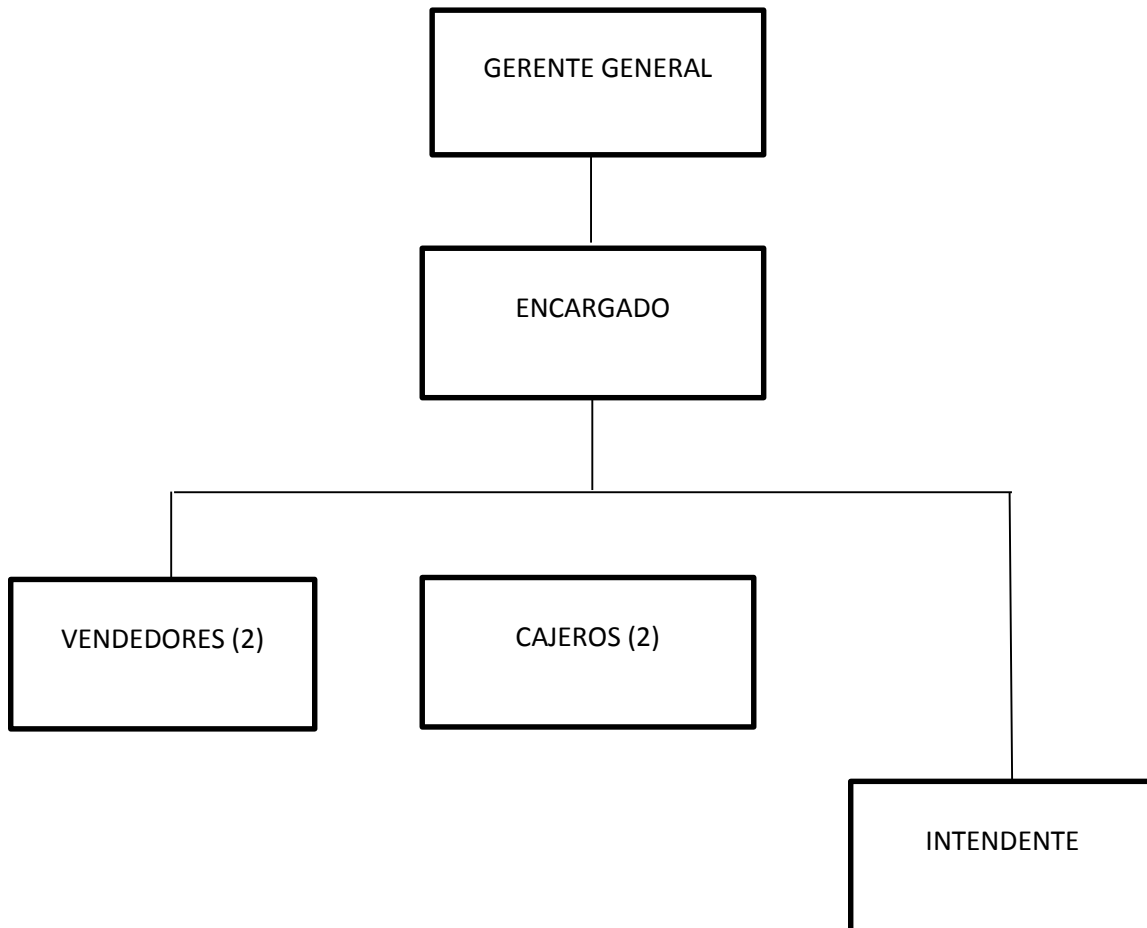 GERENTE GENERAL
ENCARGADO
VENDEDORES (2)
CAJEROS (2)
INTENDENTE